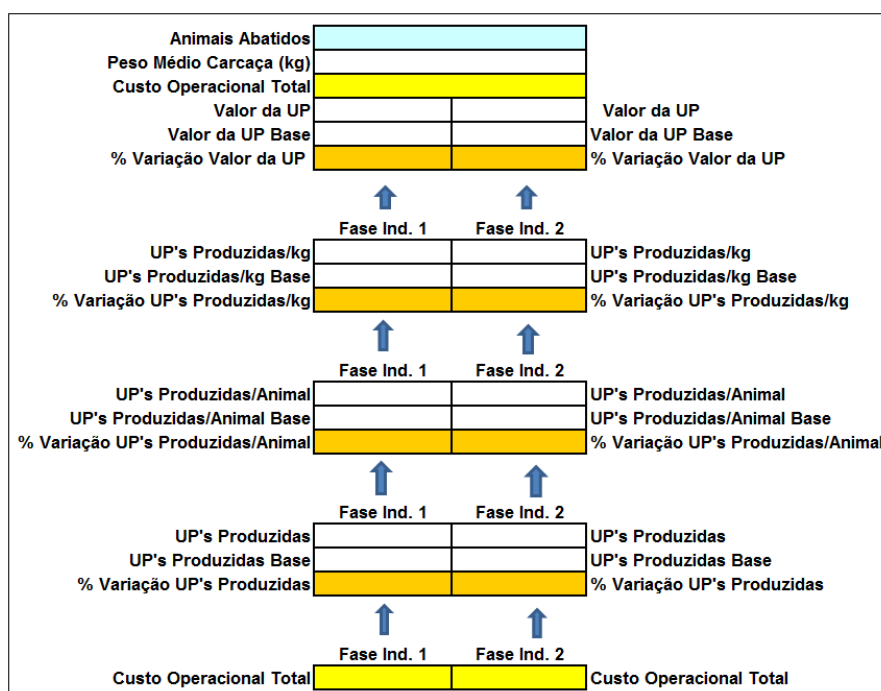 Animais Abatidos
Peso Médio Carcaça (kg)
Custo Operacional Total
Valor da UP Valor da UP
Valor da UP Base Valor da UP Base
% Variação Valor da UP % Variação Valor da UP
Fase Ind. 1 Fase Ind. 2
UP's Produzidas/kg UP's Produzidas/kg
UP's Produzidas/kg Base UP's Produzidas/kg Base
% Variação UP's Produzidas/kg % Variação UP's Produzidas/kg
Fase Ind. 1 Fase Ind. 2
UP's Produzidas/Animal UP's Produzidas/Animal
UP's Produzidas/Animal Base UP's Produzidas/Animal Base
% Variação UP's Produzidas/Animal % Variação UP's Produzidas/Animal
Fase Ind. 1 Fase Ind. 2
UP's Produzidas UP's Produzidas
UP's Produzidas Base UP's Produzidas Base
% Variação UP's Produzidas % Variação UP's Produzidas
Fase Ind. 1 Fase Ind. 2
Custo Operacional Total Custo Operacional Total